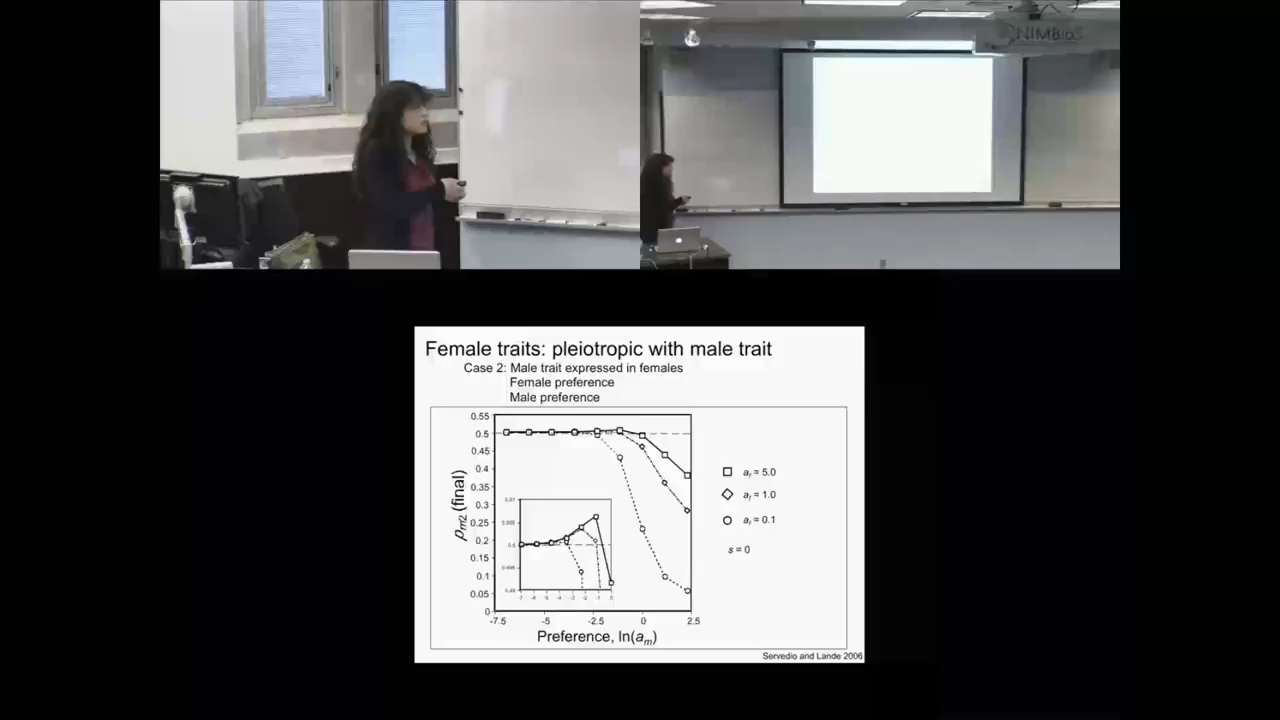 NIMBioS
Female traits: pleiotropic with male trait
Case 2: Male trait expressed in females
Female preference
Male preference
0.55
0.5
0.45
0.4
0.35
0.3
0.25
0.2
0.15
0.1
0.05
0
ρm2 (final)
-7.5
-5
-2.5
0
2.5
Preference, ln(am)
af = 5.0
af = 1.0
af = 0.1
s = 0
Servedio and Lande 2006